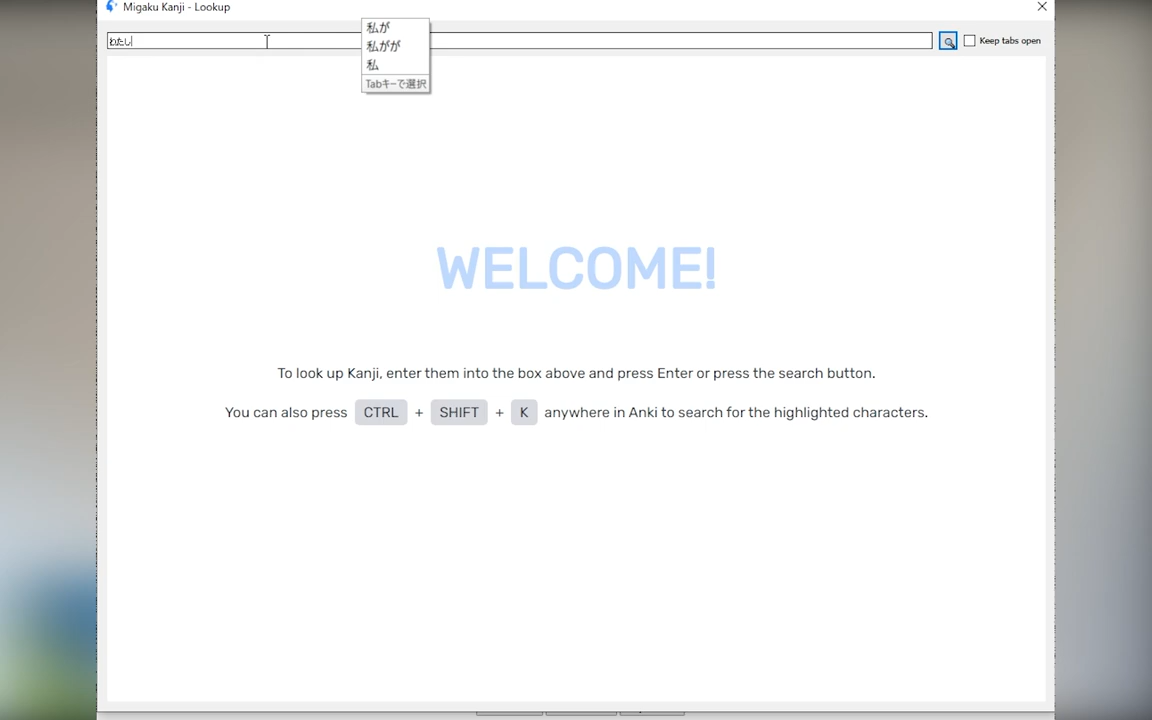 Migaku Kanji - Lookup
わたし
Keep tabs open
私が
私がが
私
Tabキーで選択
WELCOME!
To look up Kanji, enter them into the box above and press Enter or press the search button.
You can also press CTRL + SHIFT + K anywhere in Anki to search for the highlighted characters.